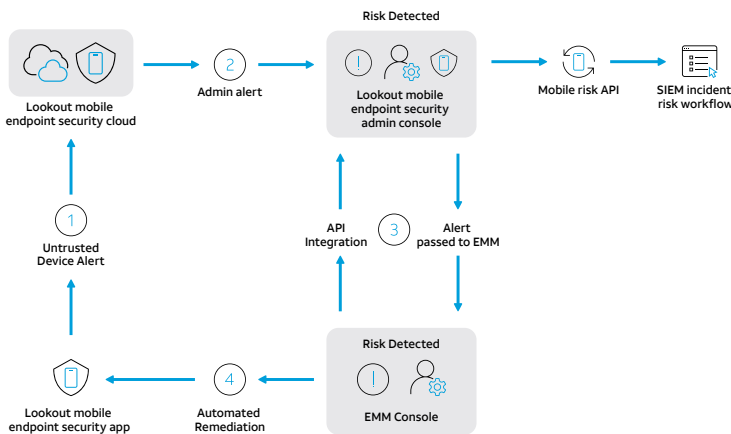 Risk Detected
2
Admin alert
Lookout mobile
endpoint security cloud
Lookout mobile
endpoint security
admin console
Mobile risk API
SIEM incident
risk workflow
1
Untrusted
Device Alert
API
Integration
3
Alert
passed to EMM
Risk Detected
EMM Console
4
Automated
Remediation
Lookout mobile
endpoint security app